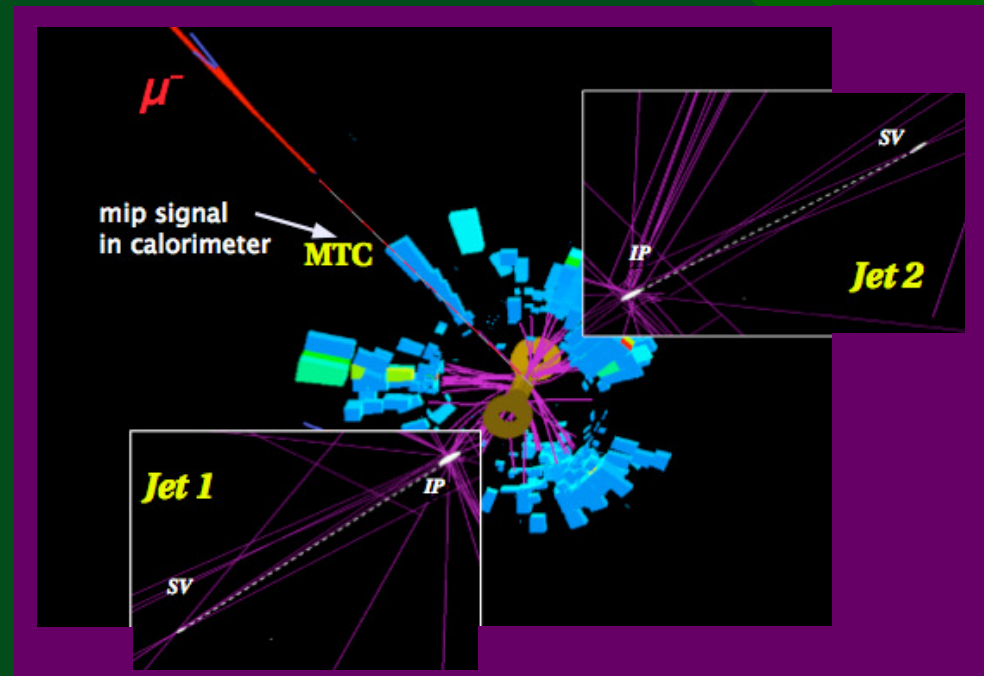 μ⁻
mip signal
in calorimeter
MTC
SV
IP
Jet 2
Jet 1
IP
SV